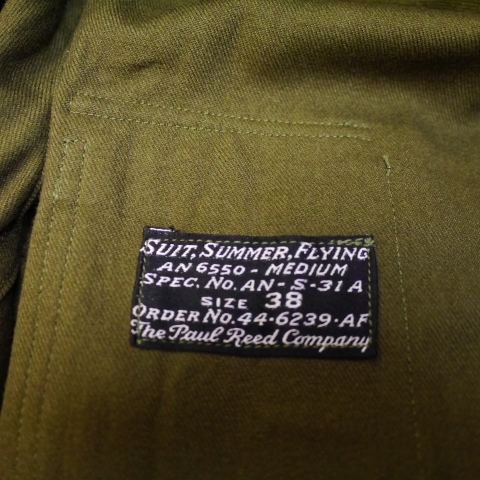 SUIT, SUMMER, FLYING
AN 6550 - MEDIUM
SPEC. NO. AN - S - 31 A
SIZE 38
ORDER NO. 44-6239-AF
The Paul Reed Company